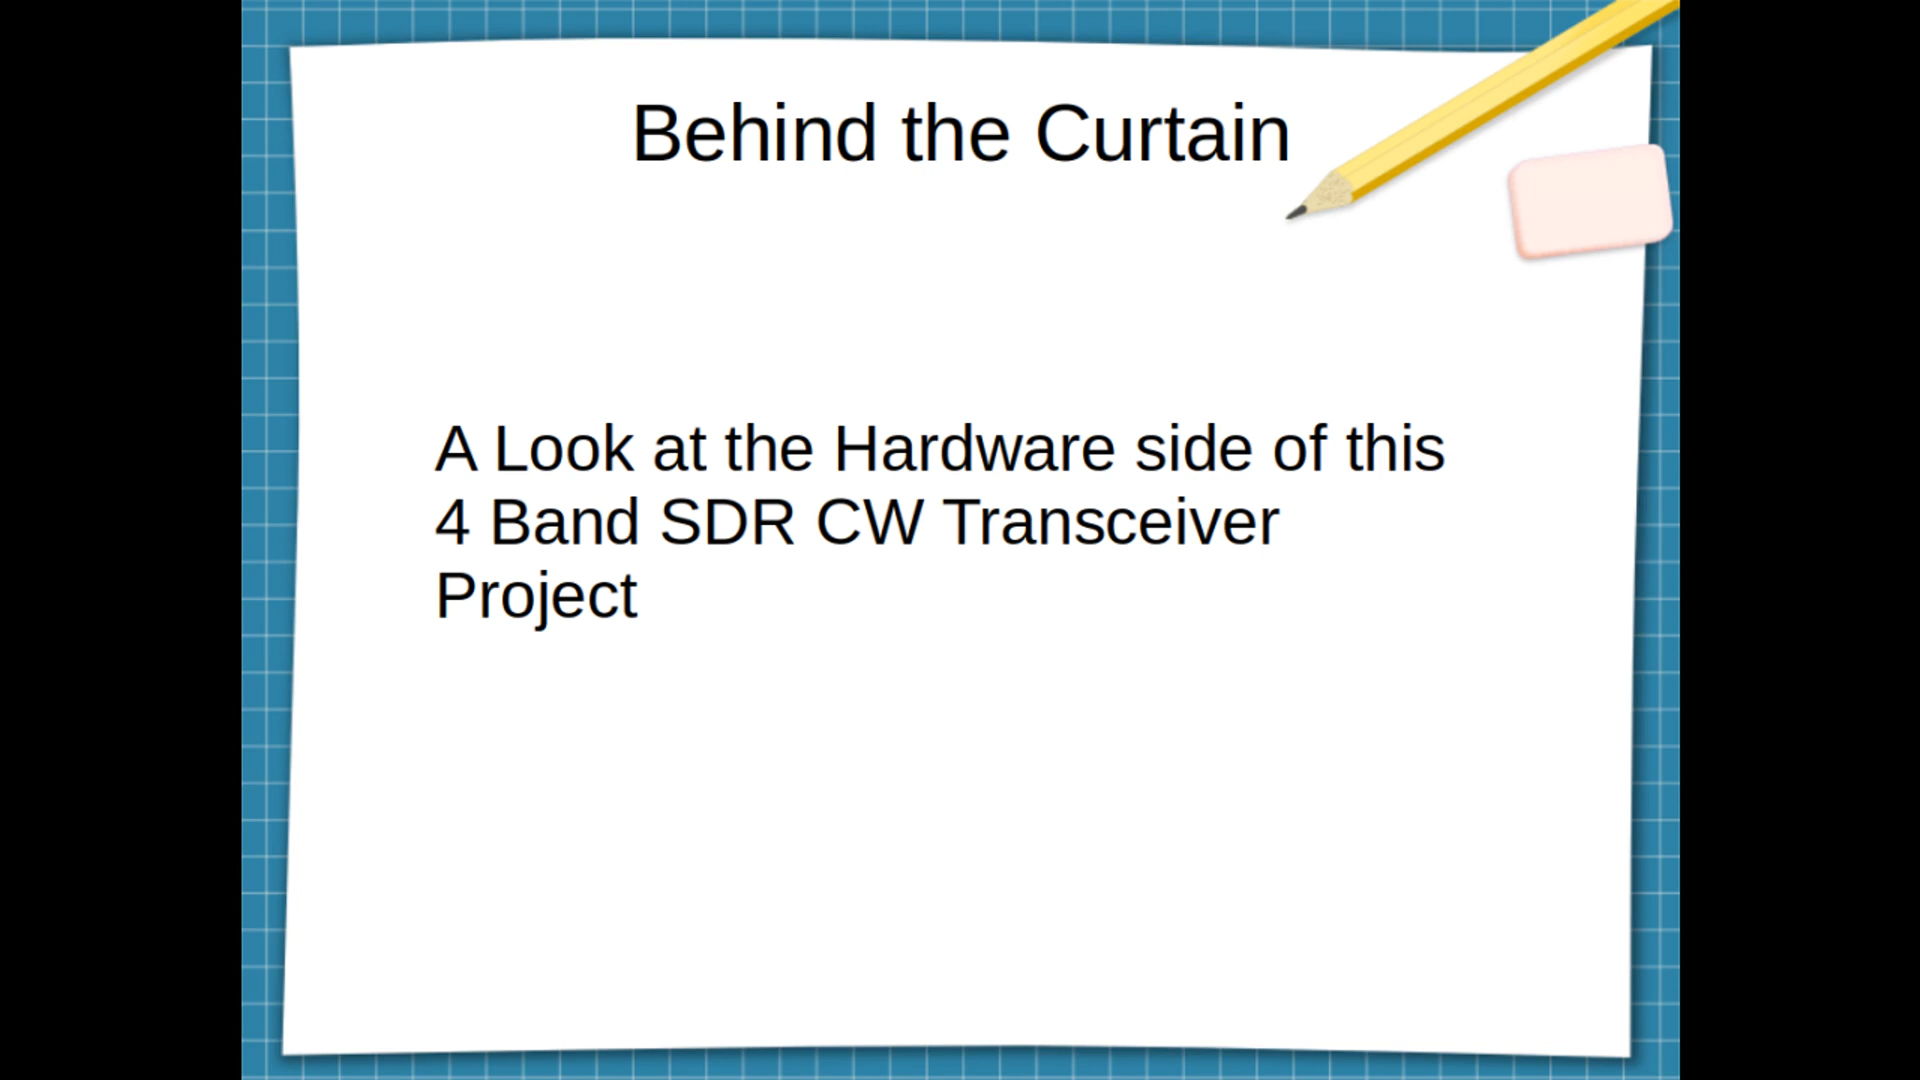 Behind the Curtain
A Look at the Hardware side of this
4 Band SDR CW Transceiver
Project